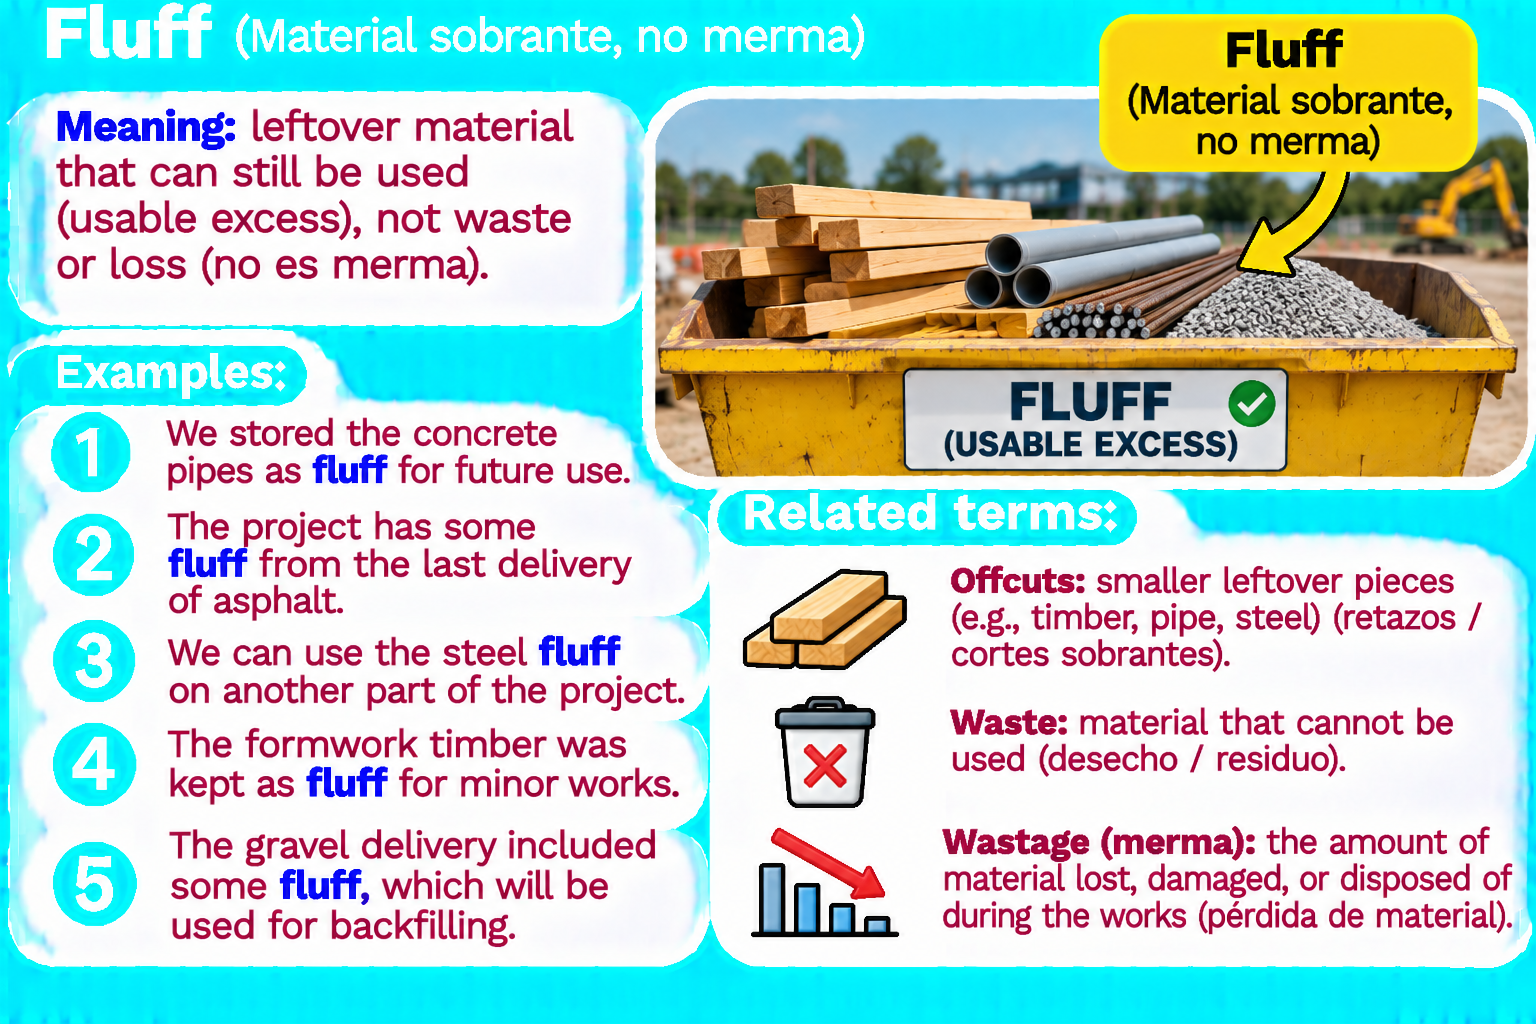 Fluff (Material sobrante, no merma)
Fluff
(Material sobrante,
no merma)
Meaning: leftover material
that can still be used
(usable excess), not waste
or loss (no es merma).
FLUFF
(USABLE EXCESS)
Examples:
1 We stored the concrete
pipes as fluff for future use.
2 The project has some
fluff from the last delivery
of asphalt.
3 We can use the steel fluff
on another part of the project.
4 The formwork timber was
kept as fluff for minor works.
5 The gravel delivery included
some fluff, which will be
used for backfilling.
Related terms:
Offcuts: smaller leftover pieces
(e.g., timber, pipe, steel) (retazos /
cortes sobrantes).
Waste: material that cannot be
used (desecho / residuo).
Wastage (merma): the amount of
material lost, damaged, or disposed of
during the works (pérdida de material).